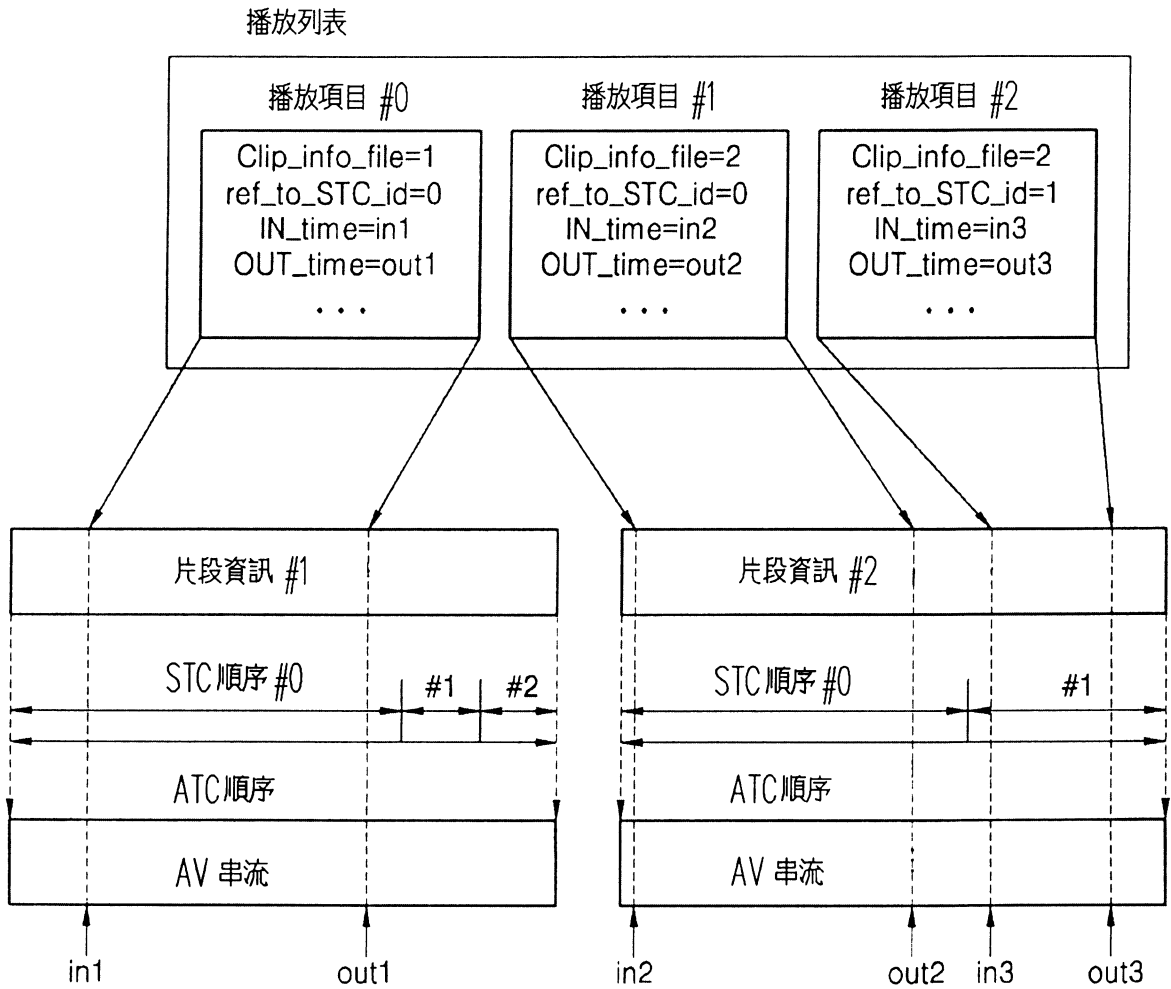 播放列表
播放項目 #0
播放項目 #1
播放項目 #2
Clip_info_file=1
ref_to_STC_id=0
IN_time=in1
OUT_time=out1
...
Clip_info_file=2
ref_to_STC_id=0
IN_time=in2
OUT_time=out2
...
Clip_info_file=2
ref_to_STC_id=1
IN_time=in3
OUT_time=out3
...
片段資訊 #1
片段資訊 #2
STC順序 #0
#1
#2
STC順序 #0
#1
ATC順序
ATC順序
AV 串流
AV 串流
in1
out1
in2
out2
in3
out3